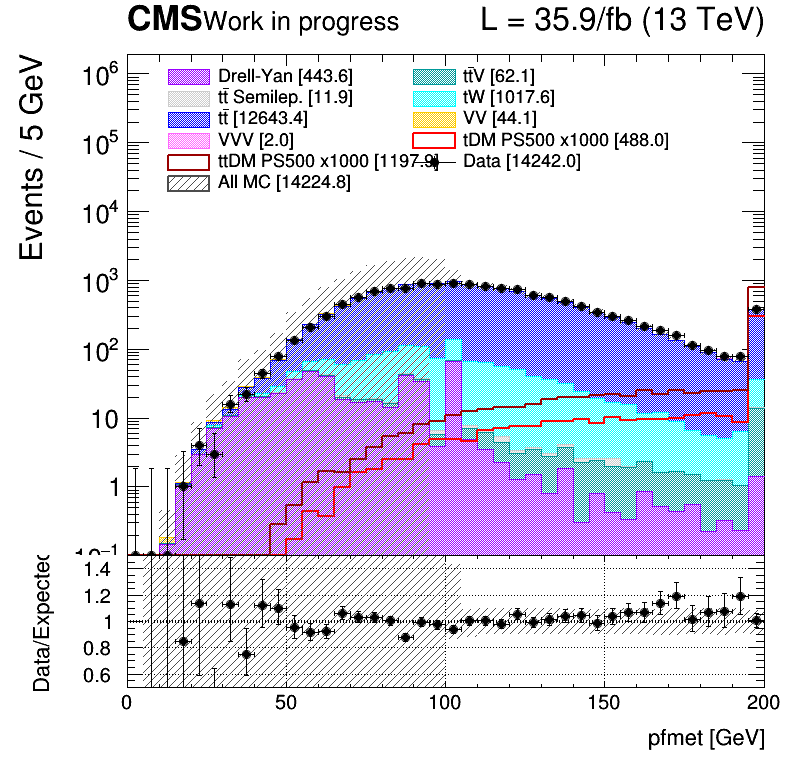 CMS Work in progress L = 35.9/fb (13 TeV)
Events / 5 GeV
Drell-Yan [443.6] tt̄V [62.1]
tt̄ Semilep. [11.9] tW [1017.6]
tt̄ [12643.4] VV [44.1]
VVV [2.0] tDM PS500 x1000 [488.0]
ttDM PS500 x1000 [1197.9] Data [14242.0]
All MC [14224.8]
10⁶
10⁵
10⁴
10³
10²
10
1
10⁻¹
Data/Expected
1.4
1.2
1
0.8
0.6
0 50 100 150 200
pfmet [GeV]